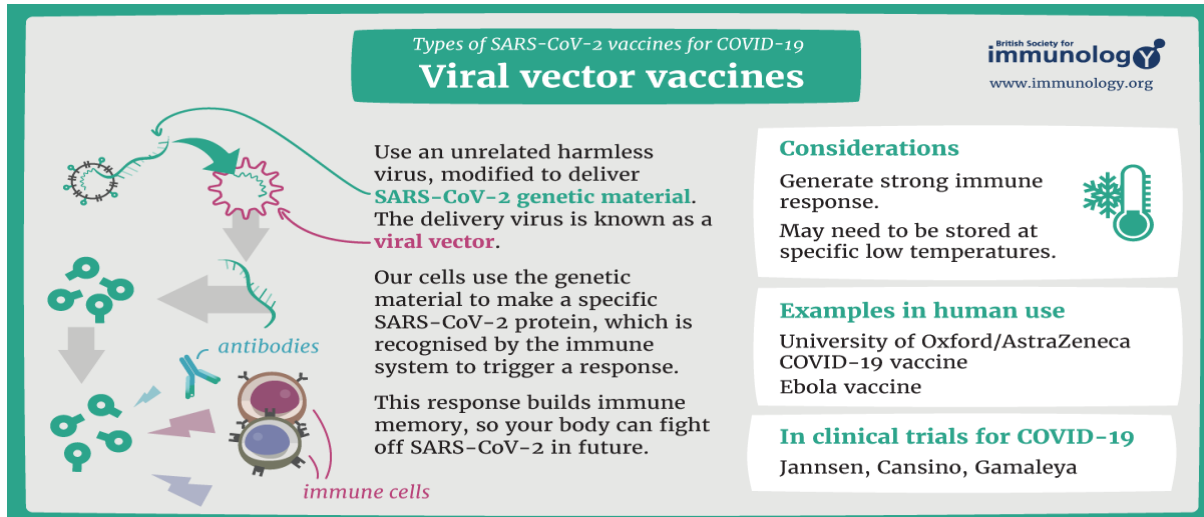 Types of SARS-CoV-2 vaccines for COVID-19
Viral vector vaccines
British Society for
immunology
www.immunology.org
Use an unrelated harmless
virus, modified to deliver
SARS-CoV-2 genetic material.
The delivery virus is known as a
viral vector.
Our cells use the genetic
material to make a specific
SARS-CoV-2 protein, which is
recognised by the immune
system to trigger a response.
This response builds immune
memory, so your body can fight
off SARS-CoV-2 in future.
antibodies
immune cells
Considerations
Generate strong immune
response.
May need to be stored at
specific low temperatures.
Examples in human use
University of Oxford/AstraZeneca
COVID-19 vaccine
Ebola vaccine
In clinical trials for COVID-19
Jannsen, Cansino, Gamaleya